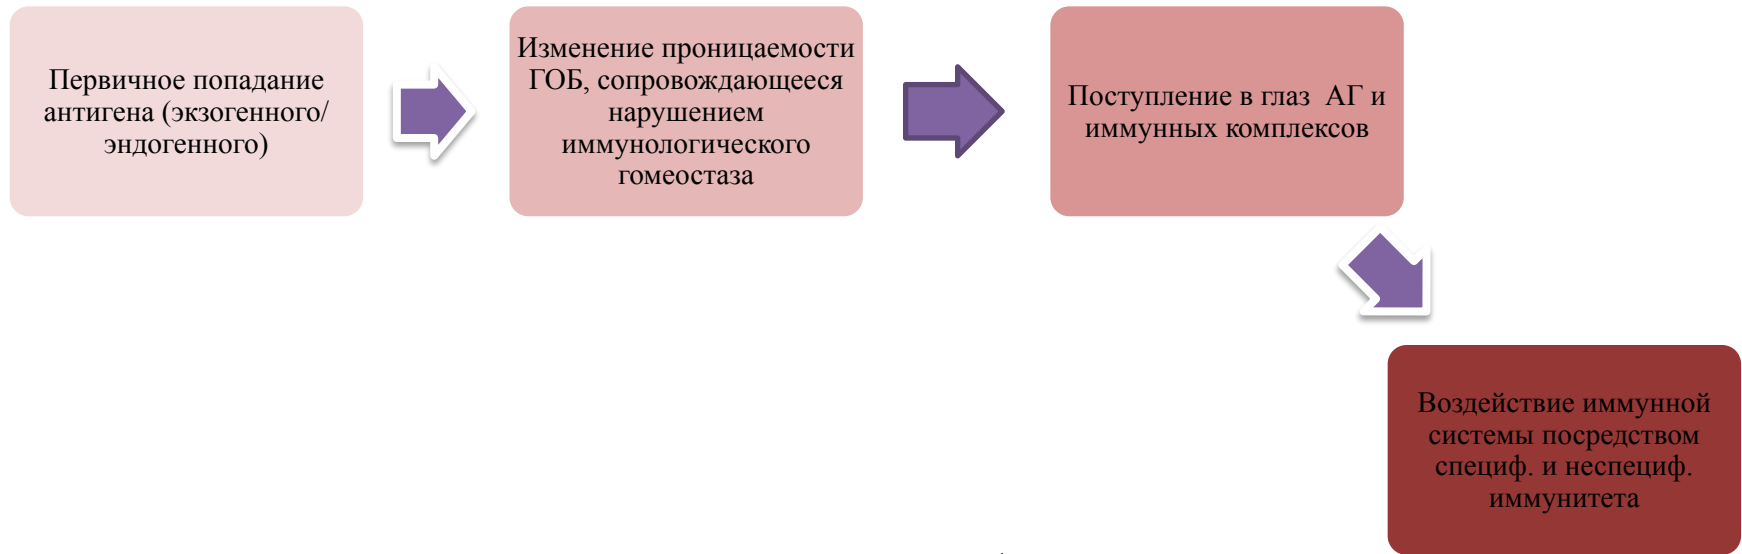 Первичное попадание
антигена (экзогенного/
эндогенного)
Изменение проницаемости
ГОБ, сопровождающееся
нарушением
иммунологического
гомеостаза
Поступление в глаз АГ и
иммунных комплексов
Воздействие иммунной
системы посредством
специф. и неспециф.
иммунитета